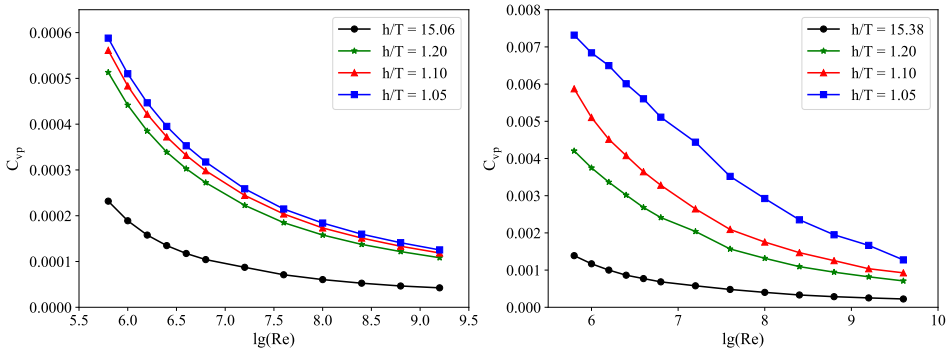 0.0006
0.0005
0.0004
0.0003
0.0002
0.0001
0.0000
C_vp
5.5 6.0 6.5 7.0 7.5 8.0 8.5 9.0 9.5
lg(Re)
h/T = 15.06
h/T = 1.20
h/T = 1.10
h/T = 1.05
0.008
0.007
0.006
0.005
0.004
0.003
0.002
0.001
0.000
C_vp
6 7 8 9 10
lg(Re)
h/T = 15.38
h/T = 1.20
h/T = 1.10
h/T = 1.05